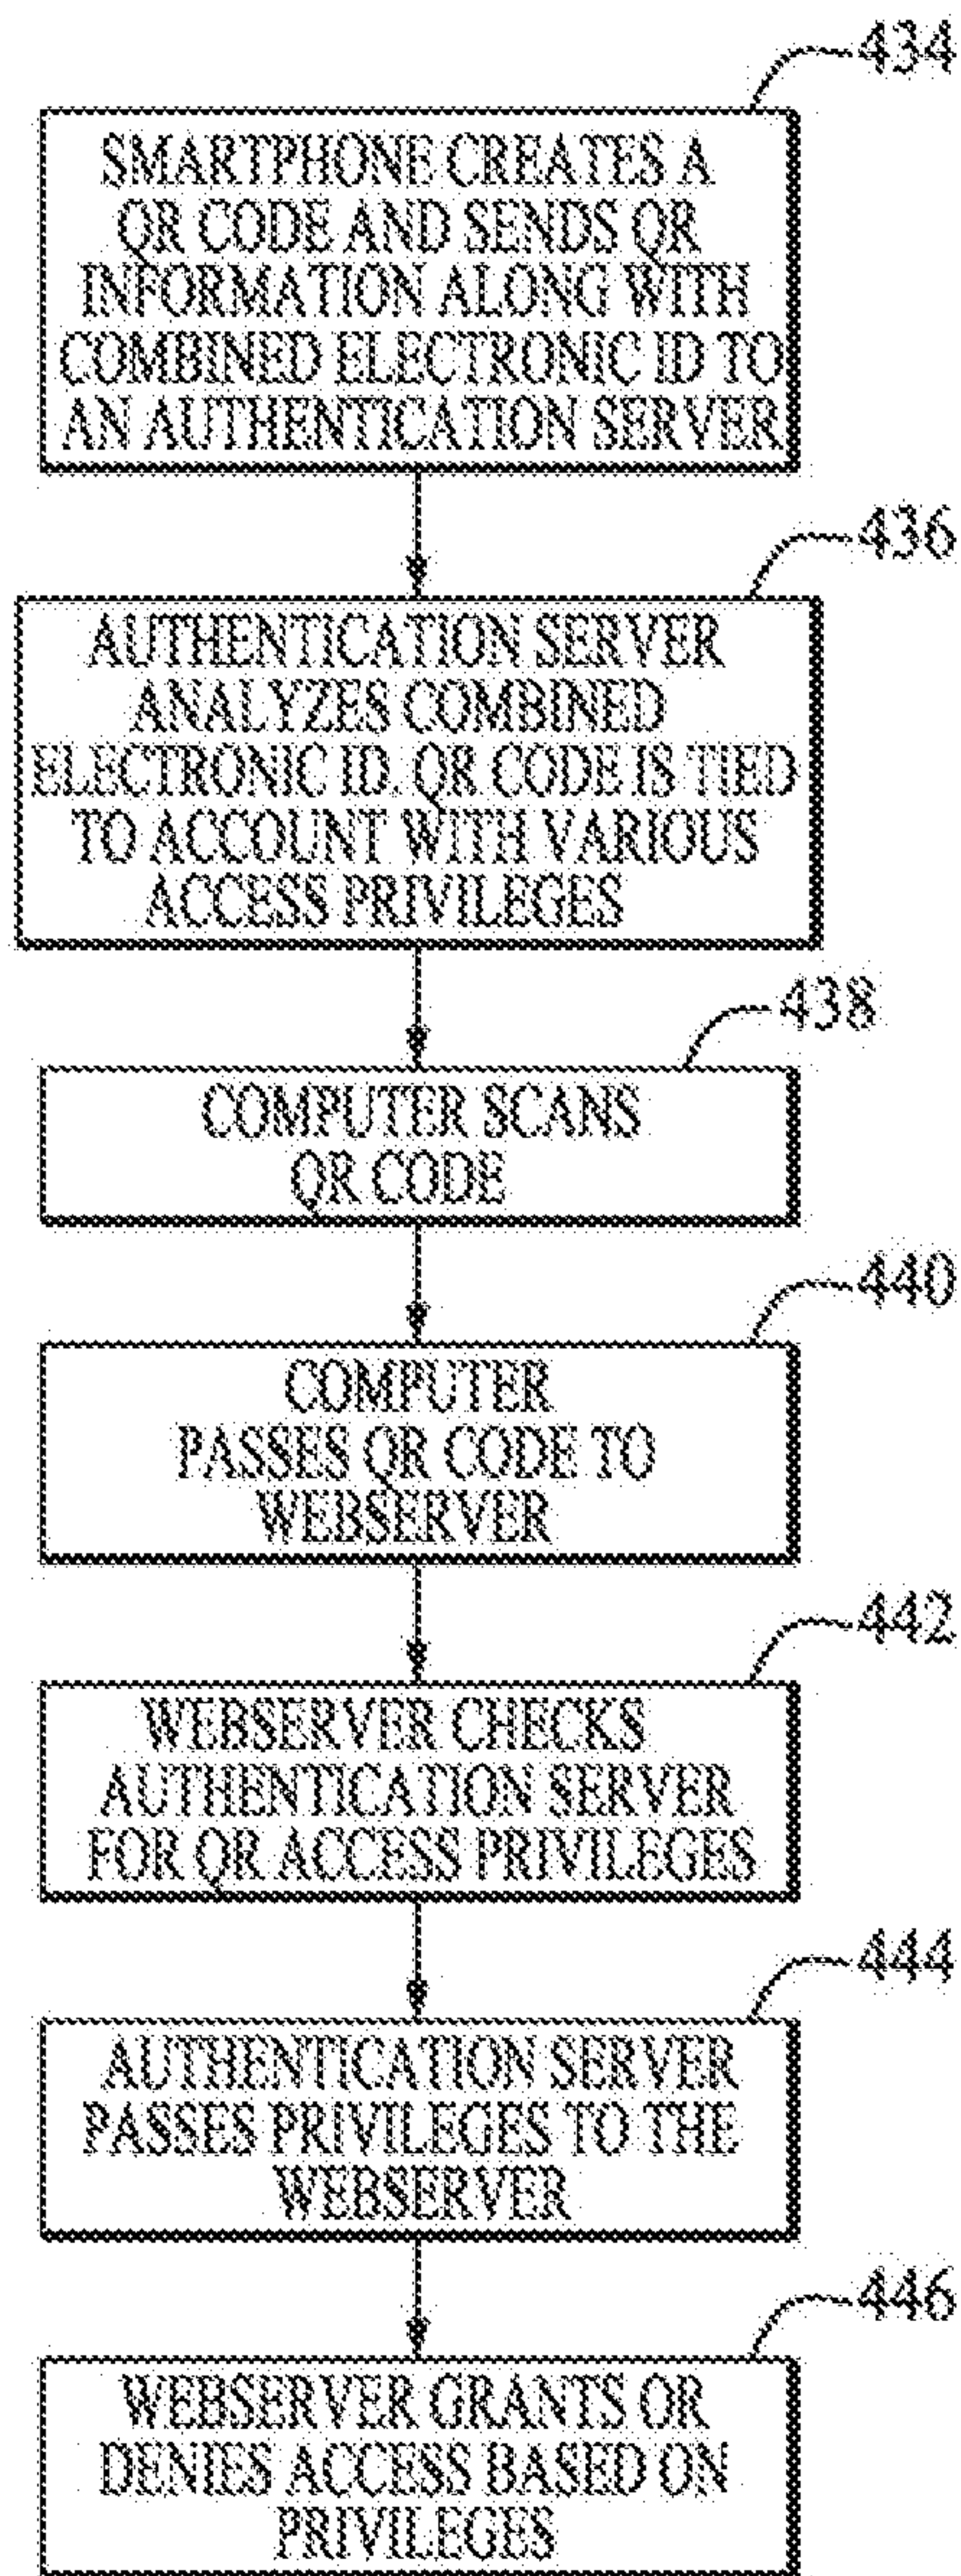 434
SMARTPHONE CREATES A
QR CODE AND SENDS QR
INFORMATION ALONG WITH
COMBINED ELECTRONIC ID TO
AN AUTHENTICATION SERVER
436
AUTHENTICATION SERVER
ANALYZES COMBINED
ELECTRONIC ID. QR CODE IS TIED
TO ACCOUNT WITH VARIOUS
ACCESS PRIVILEGES
438
COMPUTER SCANS
QR CODE
440
COMPUTER
PASSES QR CODE TO
WEBSERVER
442
WEBSERVER CHECKS
AUTHENTICATION SERVER
FOR QR ACCESS PRIVILEGES
444
AUTHENTICATION SERVER
PASSES PRIVILEGES TO THE
WEBSERVER
446
WEBSERVER GRANTS OR
DENIES ACCESS BASED ON
PRIVILEGES